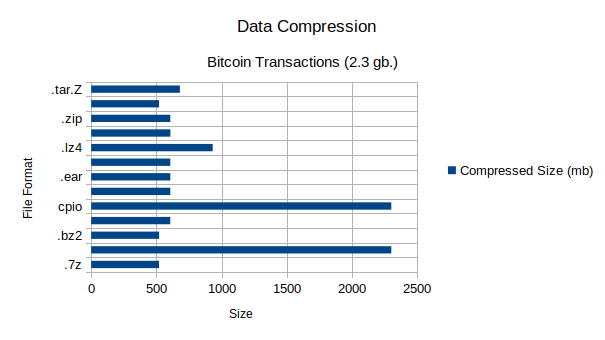 Data Compression
Bitcoin Transactions (2.3 gb.)
.tar.Z
.zip
.lz4
.ear
cpio
.bz2
.7z
File Format
0 500 1000 1500 2000 2500
Size
Compressed Size (mb)